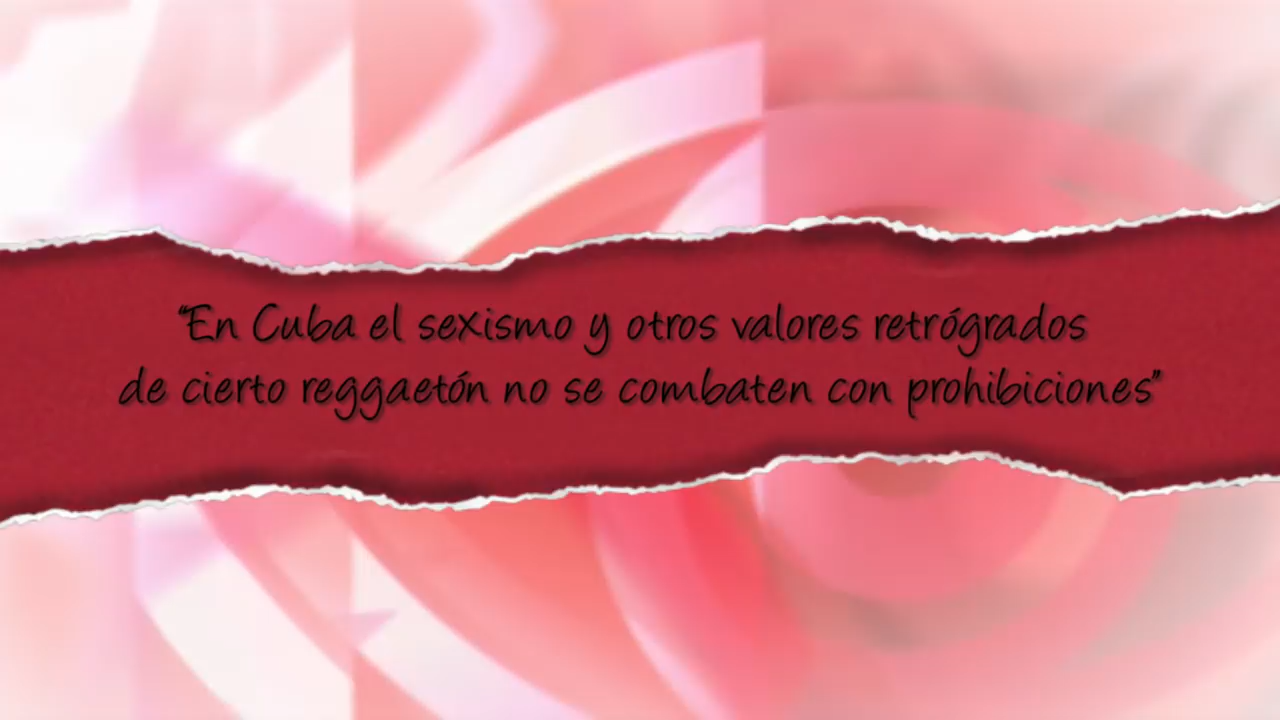 “En Cuba el sexismo y otros valores retrógrados
de cierto reggaetón no se combaten con prohibiciones”